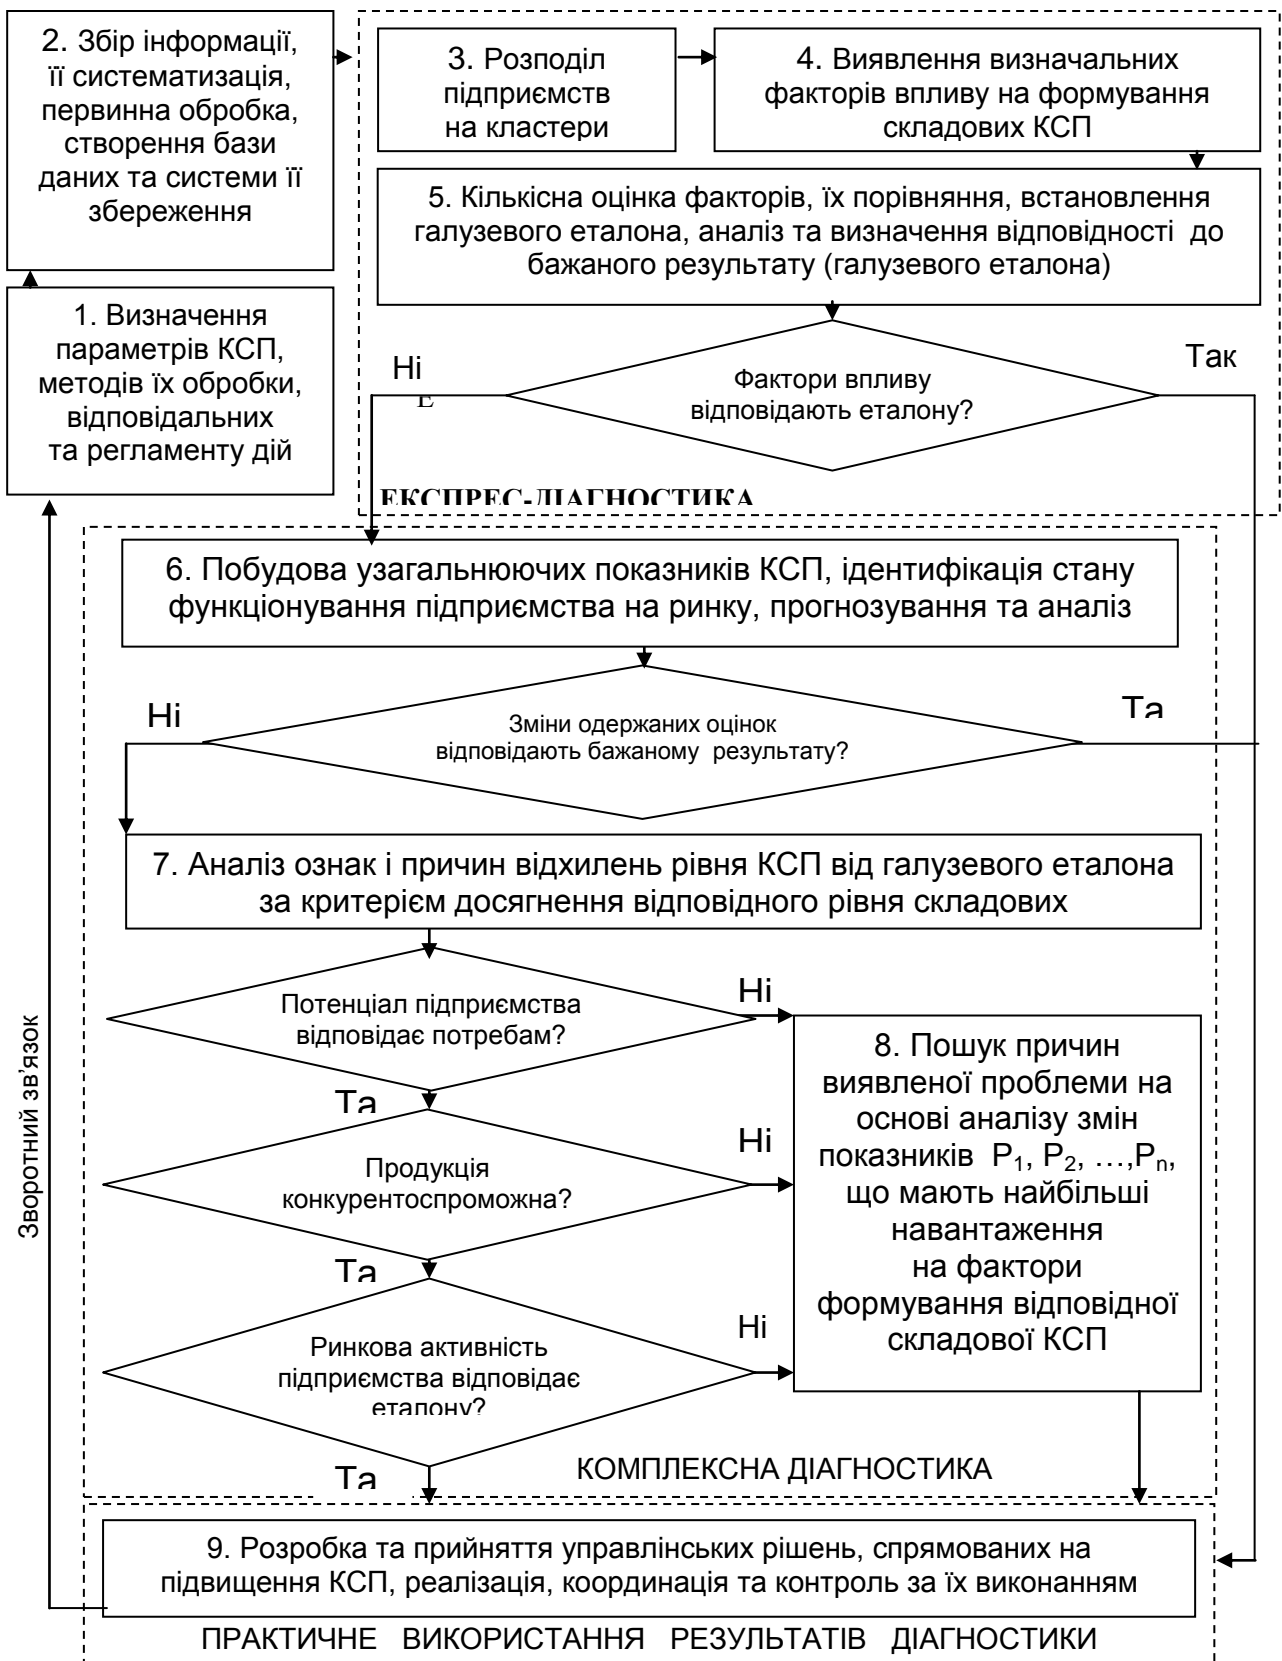 2. Збір інформації,
її систематизація,
первинна обробка,
створення бази
даних та системи її
збереження
3. Розподіл
підприємств
на кластери
4. Виявлення визначальних
факторів впливу на формування
складових КСП
5. Кількісна оцінка факторів, їх порівняння, встановлення
галузевого еталона, аналіз та визначення відповідності до
бажаного результату (галузевого еталона)
1. Визначення
параметрів КСП,
методів їх обробки,
відповідальних
та регламенту дій
Ні
Так
Е
Фактори впливу
відповідають еталону?
ЕКСПРЕС-ДІАГНОСТИКА
6. Побудова узагальнюючих показників КСП, ідентифікація стану
функціонування підприємства на ринку, прогнозування та аналіз
Ні
Та
Зміни одержаних оцінок
відповідають бажаному результату?
7. Аналіз ознак і причин відхилень рівня КСП від галузевого еталона
за критерієм досягнення відповідного рівня складових
Потенціал підприємства
відповідає потребам?
Ні
Та
Продукція
конкурентоспроможна?
Ні
Та
Ринкова активність
підприємства відповідає
еталону?
Ні
Та
8. Пошук причин
виявленої проблеми на
основі аналізу змін
показників P₁, P₂, …,Pₙ,
що мають найбільші
навантаження
на фактори
формування відповідної
складової КСП
КОМПЛЕКСНА ДІАГНОСТИКА
Зворотний зв’язок
9. Розробка та прийняття управлінських рішень, спрямованих на
підвищення КСП, реалізація, координація та контроль за їх виконанням
ПРАКТИЧНЕ ВИКОРИСТАННЯ РЕЗУЛЬТАТІВ ДІАГНОСТИКИ